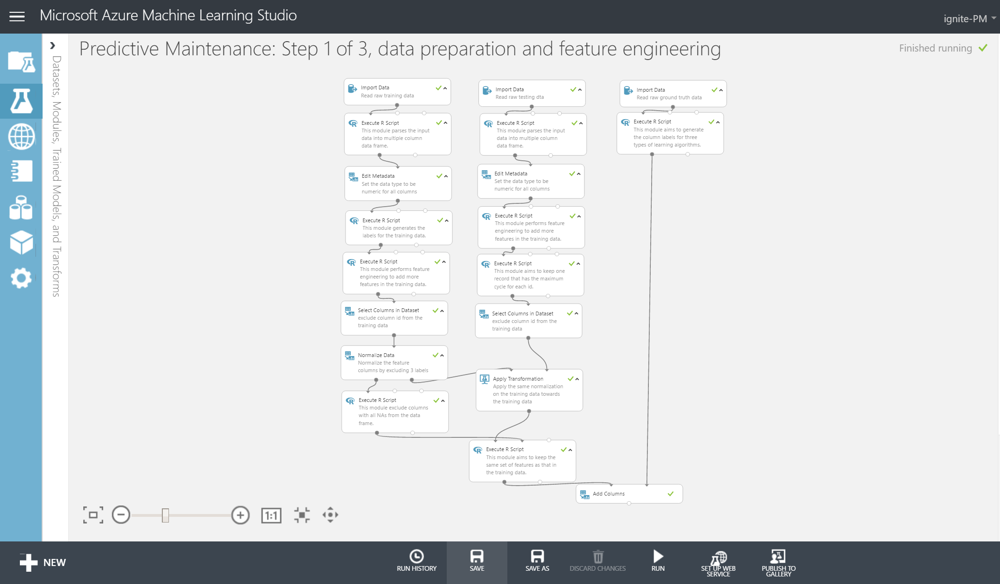 Microsoft Azure Machine Learning Studio
ignite-PM
Predictive Maintenance: Step 1 of 3, data preparation and feature engineering
Finished running
Datasets, Modules, Trained Models, and Transforms
Import Data
Read raw training data
Execute R Script
This module parses the input
data into multiple column
data frame.
Edit Metadata
Set the data type to be
numeric for all columns
Execute R Script
This module generates the
labels for the training data.
Execute R Script
This module performs feature
engineering to add more
features in the training data.
Select Columns in Dataset
exclude column id from the
training data
Normalize Data
Normalize the feature
columns by excluding 3 labels
Execute R Script
This module exclude columns
with all NAs from the data
frame.
Import Data
Read raw testing dta
Execute R Script
This module parses the input
data into multiple column
data frame.
Edit Metadata
Set the data type to be
numeric for all columns
Execute R Script
This module performs feature
engineering to add more
features in the training data.
Execute R Script
This module aims to keep one
record that has the maximum
cycle for each id.
Select Columns in Dataset
exclude column id from the
training data
Apply Transformation
Apply the same normalization
on the training data towards
the training data
Execute R Script
This module aims to keep the
same set of features as that in
the training data.
Import Data
Read raw ground truth data
Execute R Script
This module aims to generate
the column labels for three
types of learning algorithms.
Add Columns
1:1
NEW
RUN HISTORY
SAVE
SAVE AS
DISCARD CHANGES
RUN
SET UP WEB
SERVICE
PUBLISH TO
GALLERY